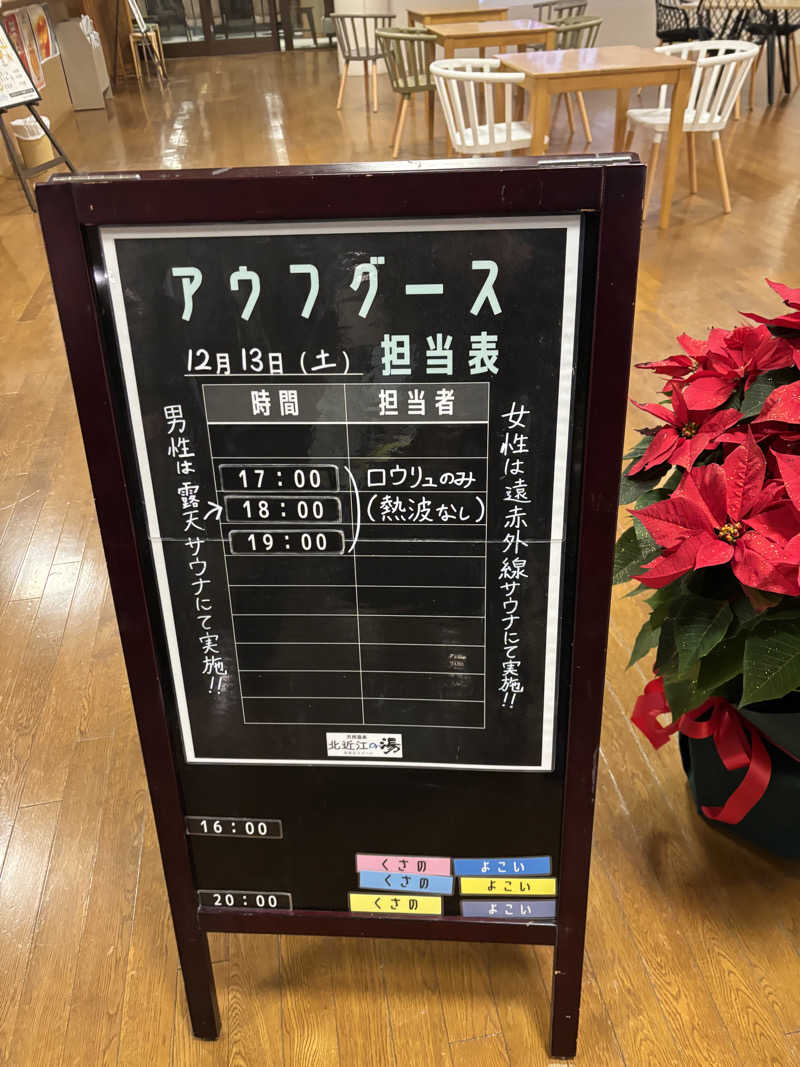 アウフグース
12月13日(土) 担当表
時間 担当者
17:00 ロウリュのみ
18:00 (熱波なし)
19:00
男性は露天サウナにて実施!!
女性は遠赤外線サウナにて実施!!
北近江の湯
16:00
くさの よこい
くさの よこい
20:00 くさの よこい